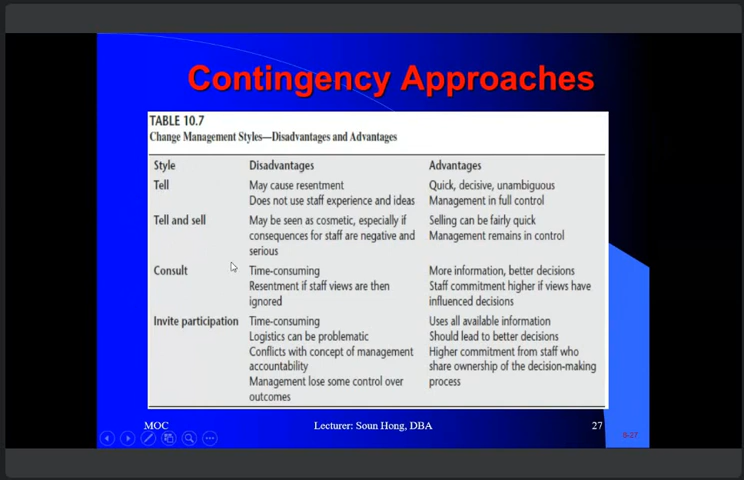 Contingency Approaches
TABLE 10.7
Change Management Styles—Disadvantages and Advantages
Style Disadvantages Advantages
Tell May cause resentment Quick, decisive, unambiguous
Does not use staff experience and ideas Management in full control
Tell and sell May be seen as cosmetic, especially if Selling can be fairly quick
consequences for staff are negative and Management remains in control
serious
Consult Time-consuming More information, better decisions
Resentment if staff views are then Staff commitment higher if views have
ignored influenced decisions
Invite participation Time-consuming Uses all available information
Logistics can be problematic Should lead to better decisions
Conflicts with concept of management Higher commitment from staff who
accountability share ownership of the decision-making
Management lose some control over process
outcomes
MOC Lecturer: Soun Hong, DBA 27
8-27